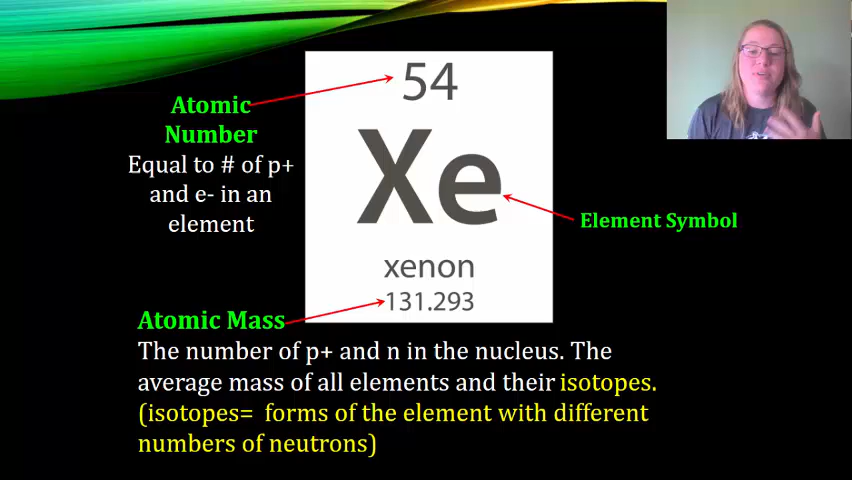 54
Atomic
Number
Equal to # of p+
and e- in an
element
Xe
Element Symbol
xenon
131.293
Atomic Mass
The number of p+ and n in the nucleus. The
average mass of all elements and their isotopes.
(isotopes= forms of the element with different
numbers of neutrons)